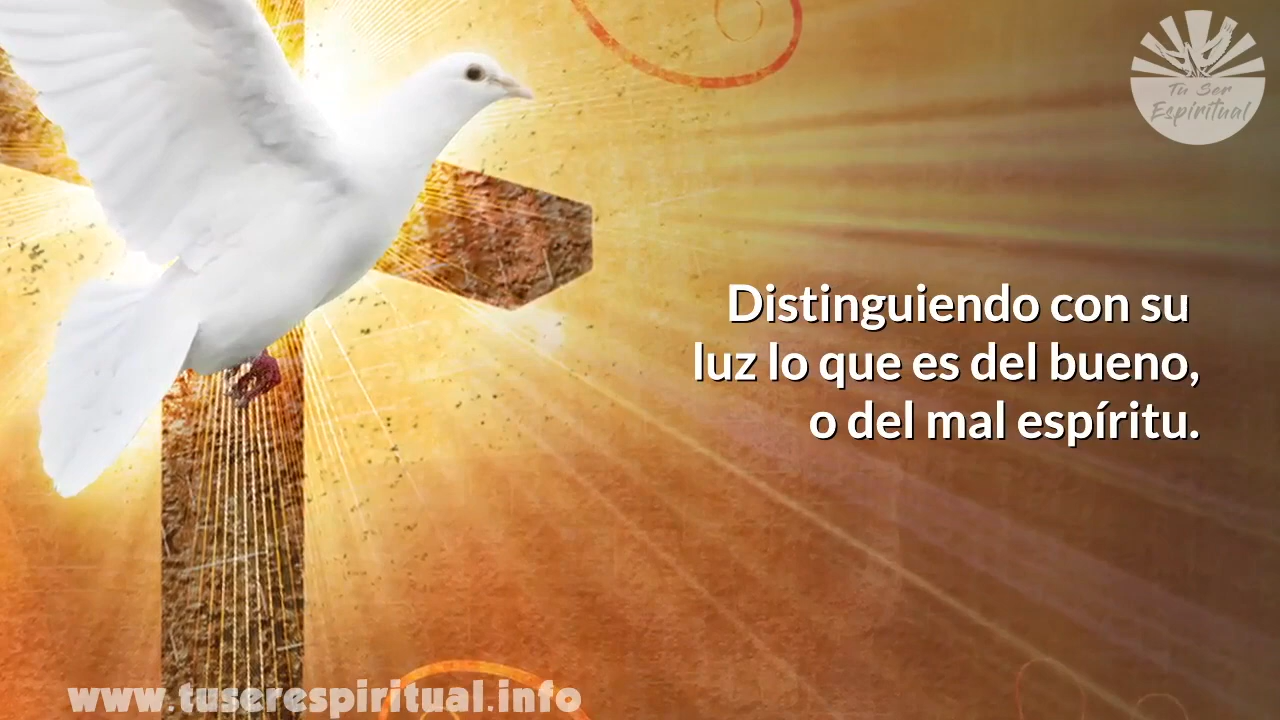 Tu Ser
Espiritual
Distinguiendo con su
luz lo que es del bueno,
o del mal espíritu.
www.tuserespiritual.info